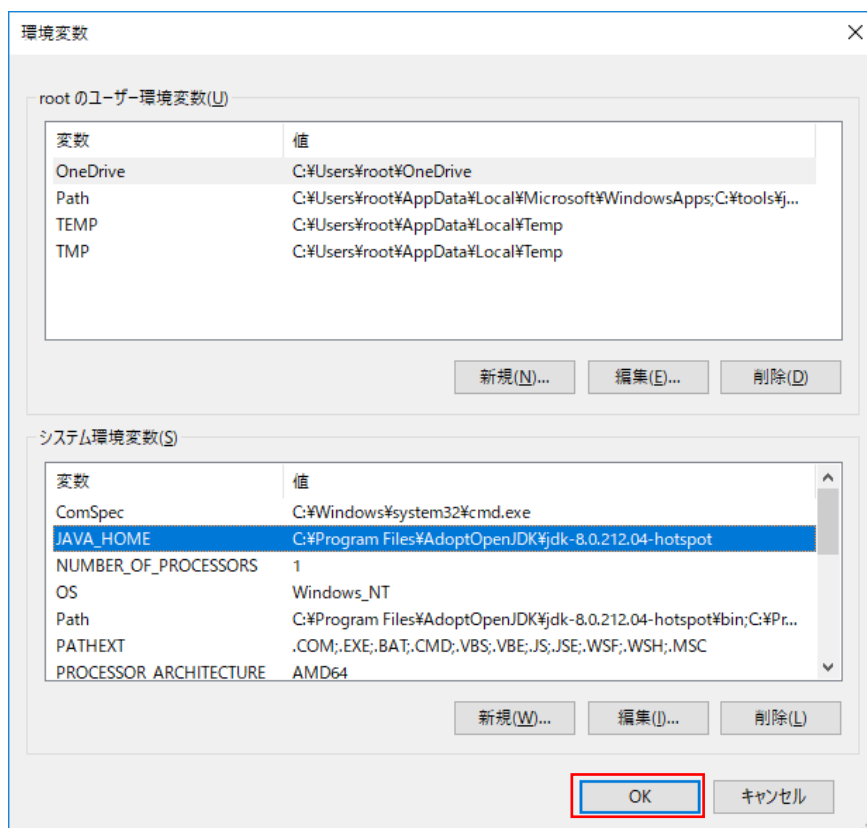 環境変数
root のユーザー環境変数(U)
変数 値
OneDrive C:¥Users¥root¥OneDrive
Path C:¥Users¥root¥AppData¥Local¥Microsoft¥WindowsApps;C:¥tools¥j...
TEMP C:¥Users¥root¥AppData¥Local¥Temp
TMP C:¥Users¥root¥AppData¥Local¥Temp
新規(N)... 編集(E)... 削除(D)
システム環境変数(S)
変数 値
ComSpec C:¥Windows¥system32¥cmd.exe
JAVA_HOME C:¥Program Files¥AdoptOpenJDK¥jdk-8.0.212.04-hotspot
NUMBER_OF_PROCESSORS 1
OS Windows_NT
Path C:¥Program Files¥AdoptOpenJDK¥jdk-8.0.212.04-hotspot¥bin;C:¥Pr...
PATHEXT .COM;.EXE;.BAT;.CMD;.VBS;.VBE;.JS;.JSE;.WSF;.WSH;.MSC
PROCESSOR_ARCHITECTURE AMD64
新規(W)... 編集(I)... 削除(L)
OK キャンセル